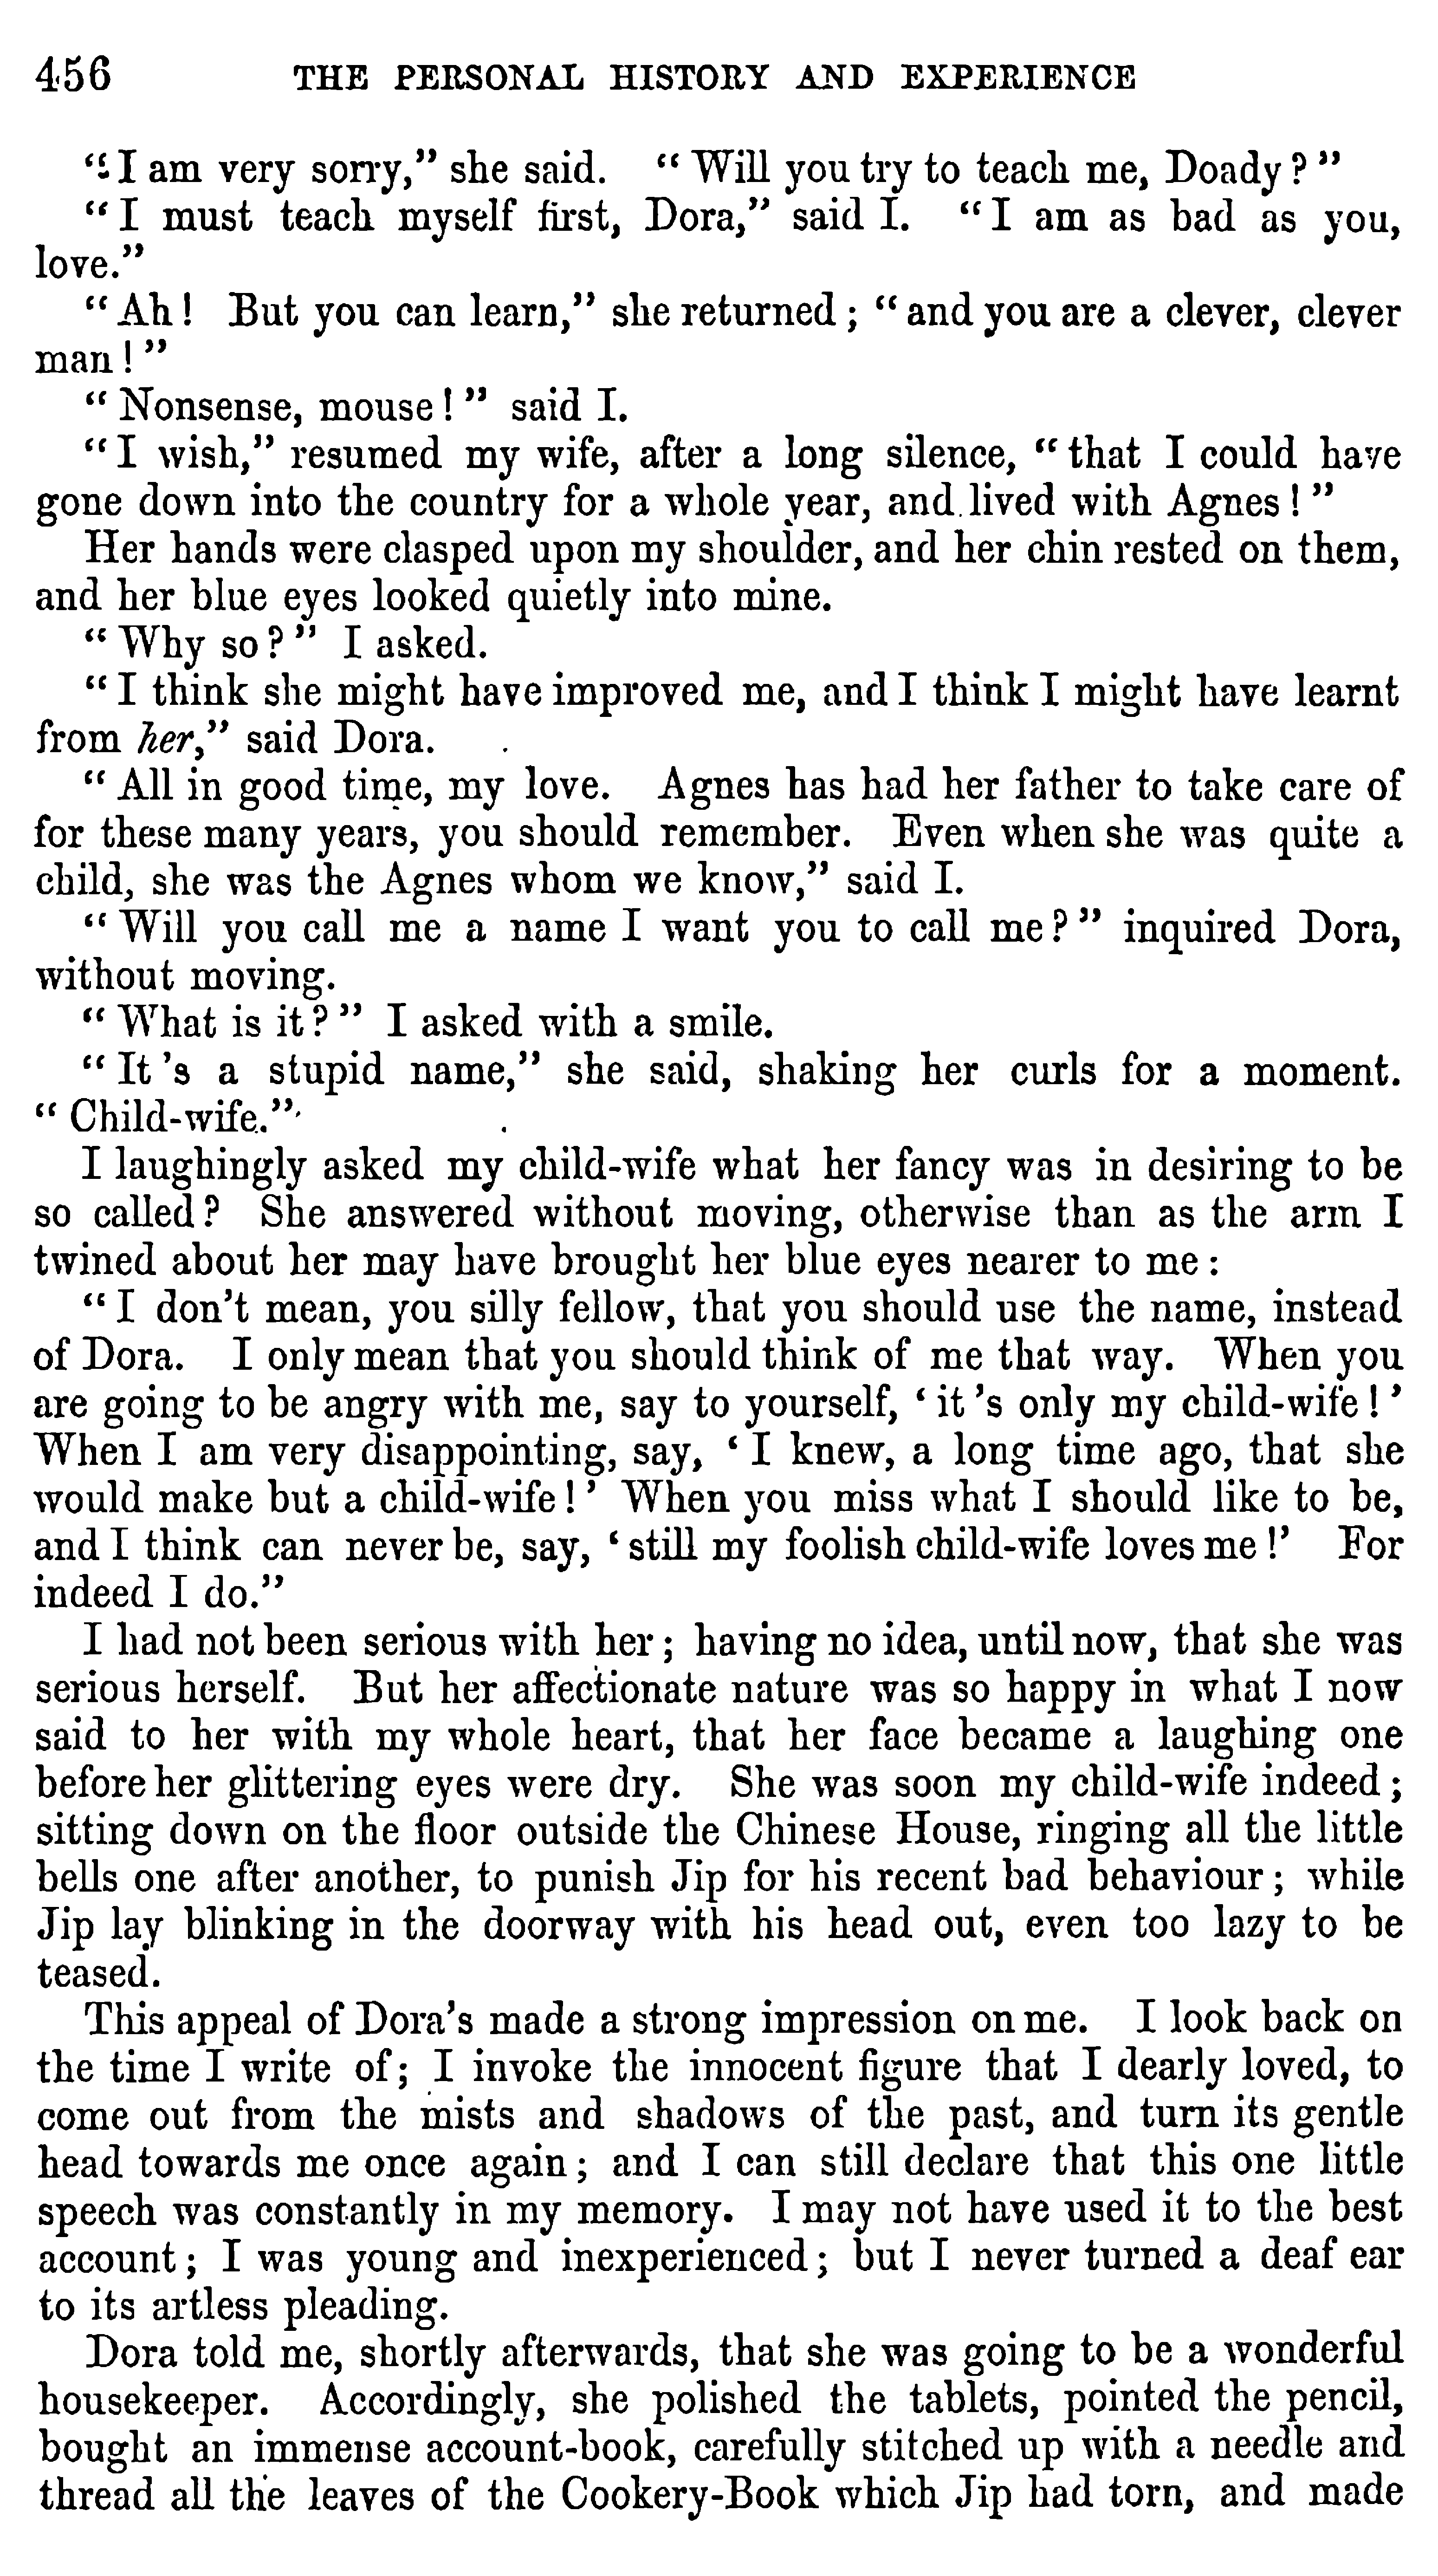 456 THE PERSONAL HISTORY AND EXPERIENCE
"I am very sorry," she said. "Will you try to teach me, Doady?"
"I must teach myself first, Dora," said I. "I am as bad as you,
love."
"Ah! But you can learn," she returned; "and you are a clever, clever
man!"
"Nonsense, mouse!" said I.
"I wish," resumed my wife, after a long silence, "that I could have
gone down into the country for a whole year, and lived with Agnes!"
Her hands were clasped upon my shoulder, and her chin rested on them,
and her blue eyes looked quietly into mine.
"Why so?" I asked.
"I think she might have improved me, and I think I might have learnt
from her," said Dora.
"All in good time, my love. Agnes has had her father to take care of
for these many years, you should remember. Even when she was quite a
child, she was the Agnes whom we know," said I.
"Will you call me a name I want you to call me?" inquired Dora,
without moving.
"What is it?" I asked with a smile.
"It's a stupid name," she said, shaking her curls for a moment.
"Child-wife."
I laughingly asked my child-wife what her fancy was in desiring to be
so called? She answered without moving, otherwise than as the arm I
twined about her may have brought her blue eyes nearer to me:
"I don't mean, you silly fellow, that you should use the name, instead
of Dora. I only mean that you should think of me that way. When you
are going to be angry with me, say to yourself, 'it's only my child-wife!'
When I am very disappointing, say, 'I knew, a long time ago, that she
would make but a child-wife!' When you miss what I should like to be,
and I think can never be, say, 'still my foolish child-wife loves me!' For
indeed I do."
I had not been serious with her; having no idea, until now, that she was
serious herself. But her affectionate nature was so happy in what I now
said to her with my whole heart, that her face became a laughing one
before her glittering eyes were dry. She was soon my child-wife indeed;
sitting down on the floor outside the Chinese House, ringing all the little
bells one after another, to punish Jip for his recent bad behaviour; while
Jip lay blinking in the doorway with his head out, even too lazy to be
teased.
This appeal of Dora's made a strong impression on me. I look back on
the time I write of; I invoke the innocent figure that I dearly loved, to
come out from the mists and shadows of the past, and turn its gentle
head towards me once again; and I can still declare that this one little
speech was constantly in my memory. I may not have used it to the best
account; I was young and inexperienced; but I never turned a deaf ear
to its artless pleading.
Dora told me, shortly afterwards, that she was going to be a wonderful
housekeeper. Accordingly, she polished the tablets, pointed the pencil,
bought an immense account-book, carefully stitched up with a needle and
thread all the leaves of the Cookery-Book which Jip had torn, and made